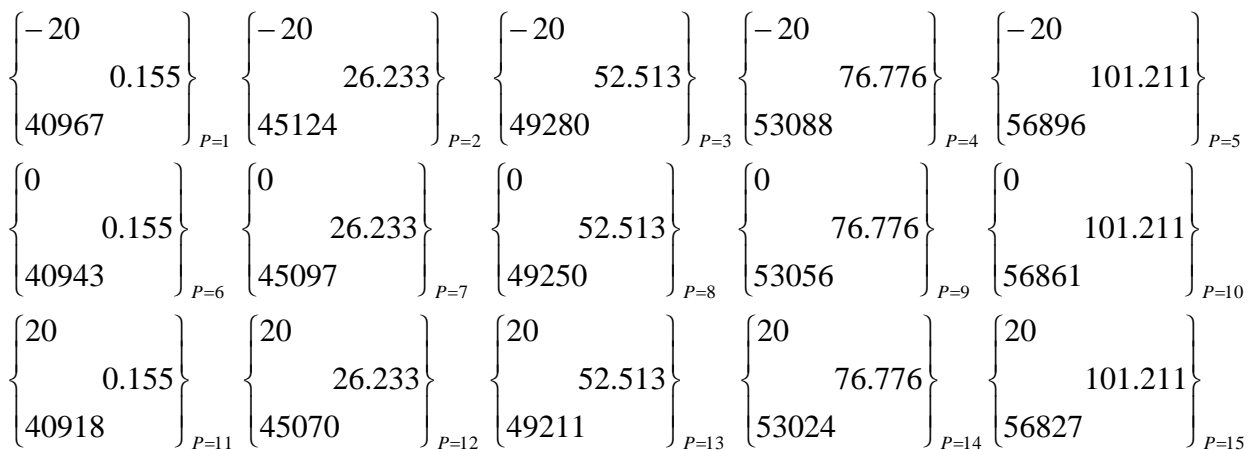 {-20 0.155 40967} P=1 {-20 26.233 45124} P=2 {-20 52.513 49280} P=3 {-20 76.776 53088} P=4 {-20 101.211 56896} P=5
{0 0.155 40943} P=6 {0 26.233 45097} P=7 {0 52.513 49250} P=8 {0 76.776 53056} P=9 {0 101.211 56861} P=10
{20 0.155 40918} P=11 {20 26.233 45070} P=12 {20 52.513 49211} P=13 {20 76.776 53024} P=14 {20 101.211 56827} P=15